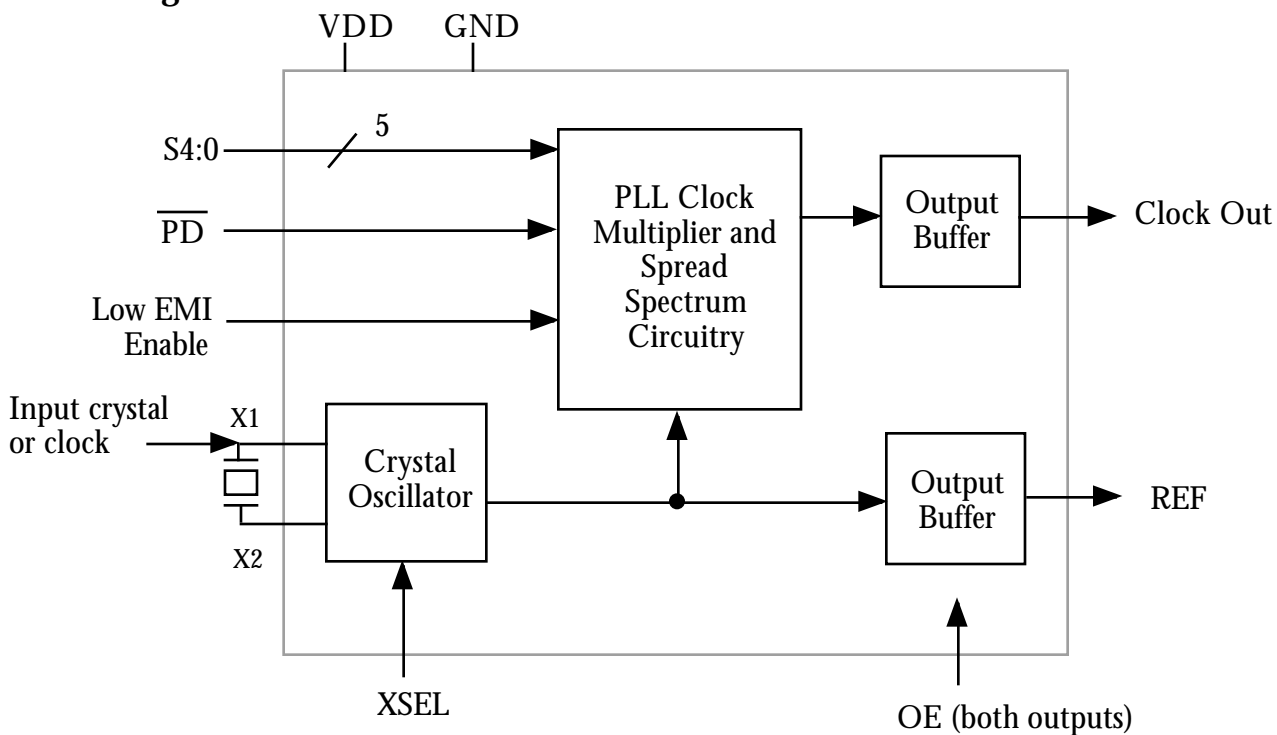 VDD
GND
S4:0
5
PD
Low EMI
Enable
PLL Clock
Multiplier and
Spread
Spectrum
Circuitry
Output
Buffer
Clock Out
Input crystal
or clock
X1
X2
Crystal
Oscillator
Output
Buffer
REF
XSEL
OE (both outputs)